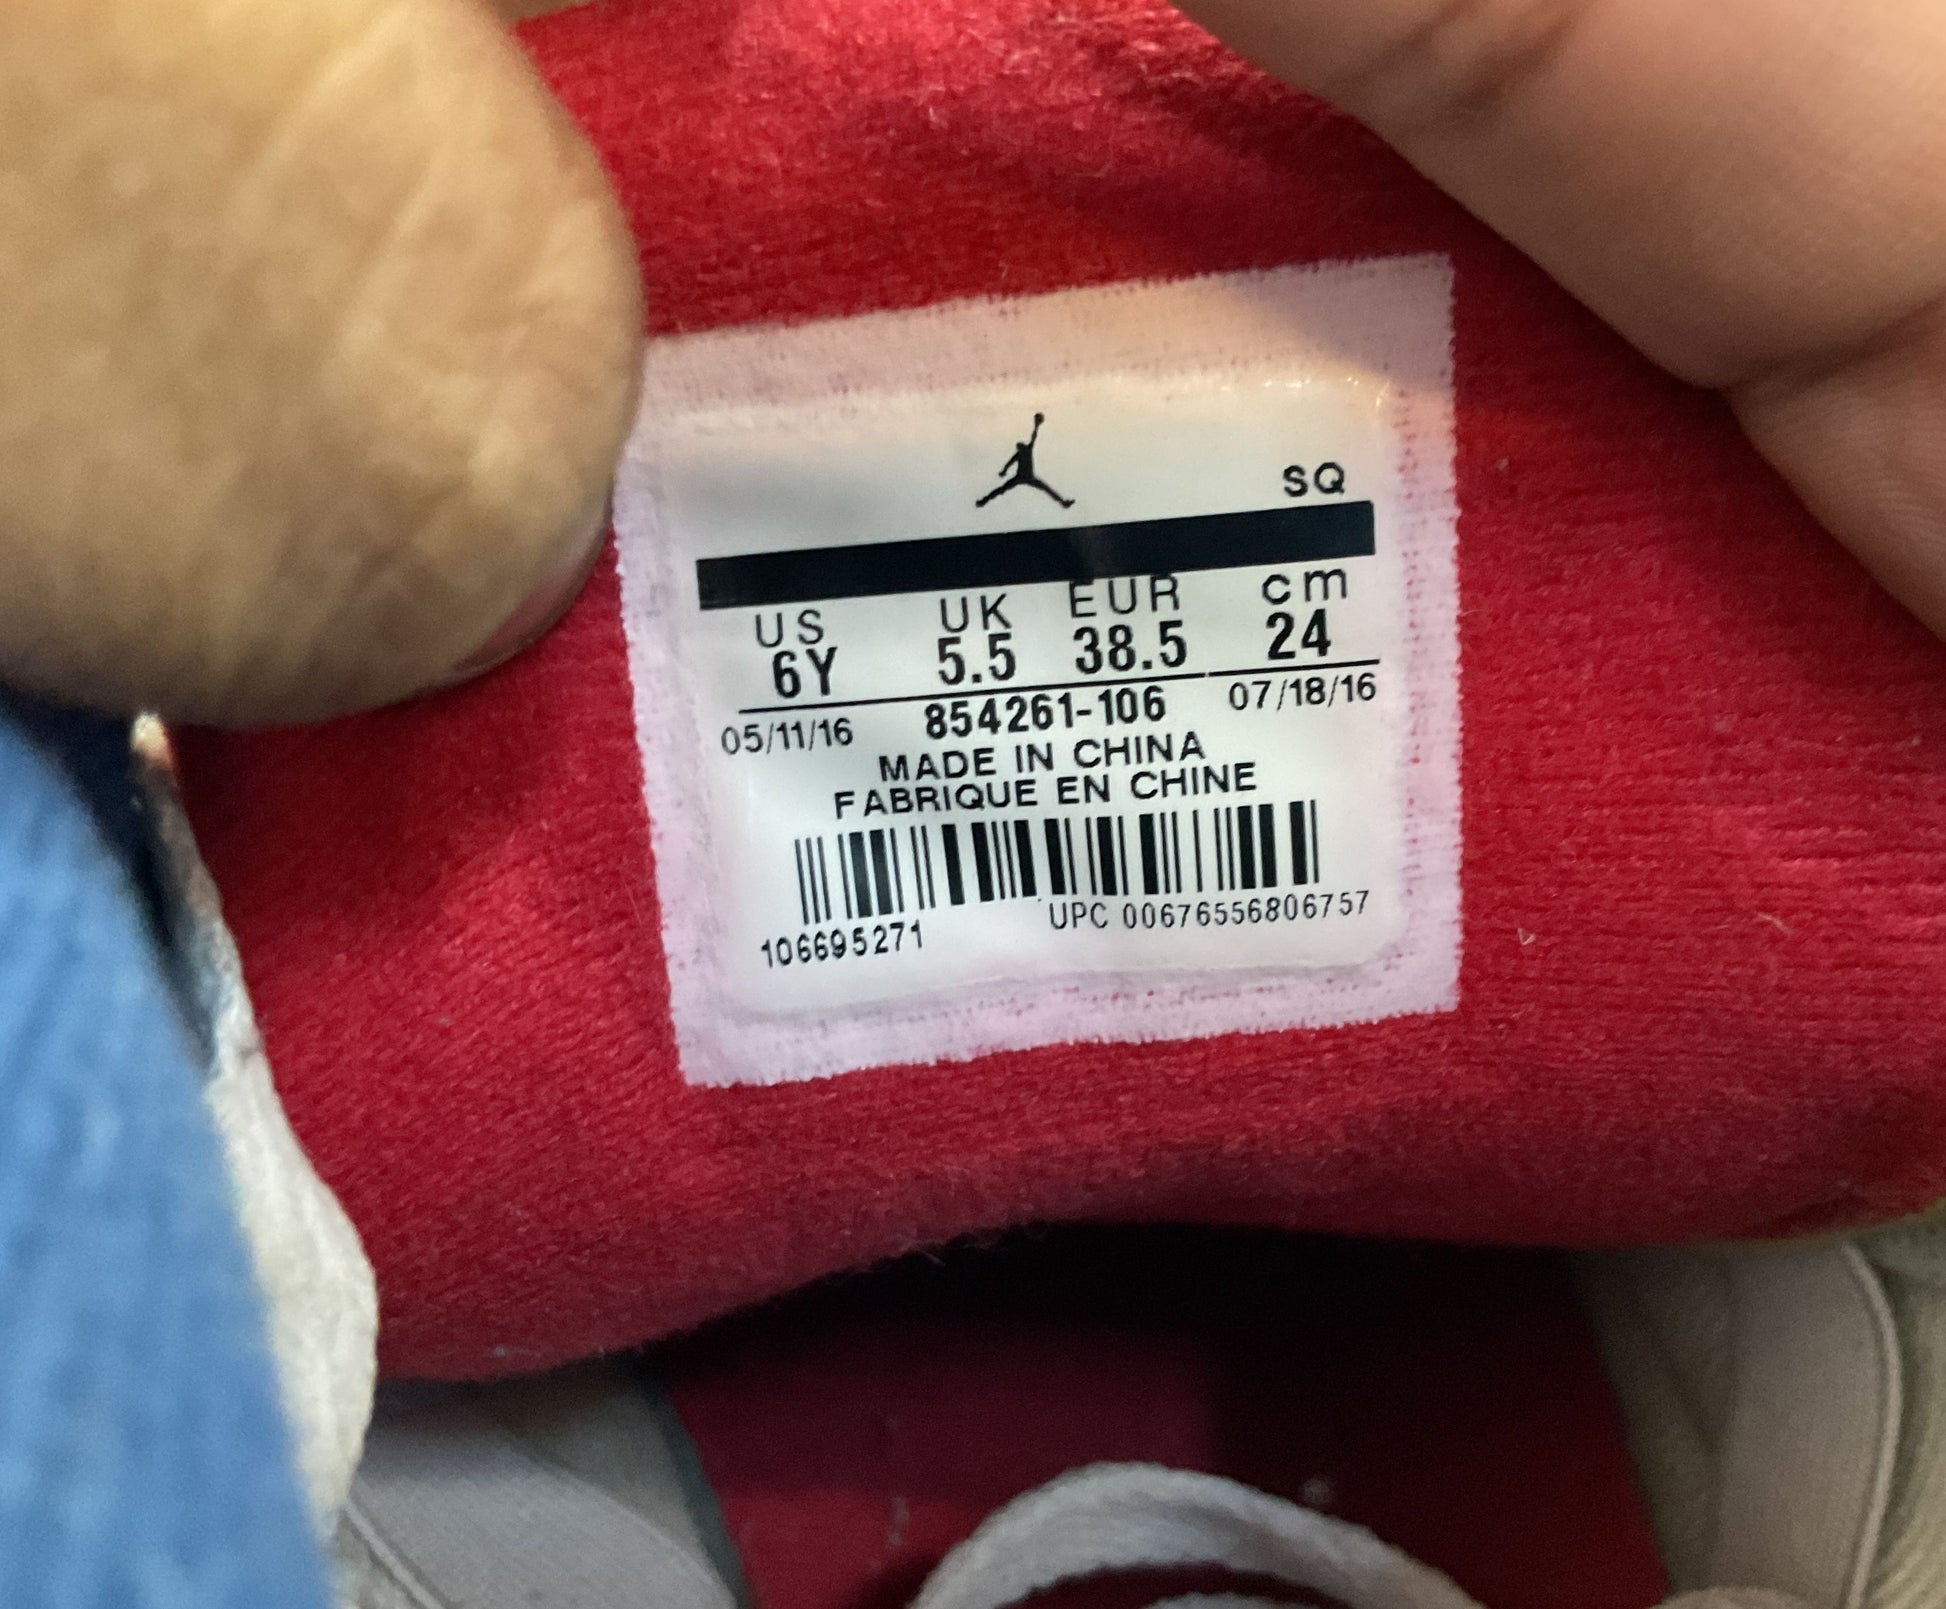 SQ
US UK EUR cm
6Y 5.5 38.5 24
05/11/16 854261-106 07/18/16
MADE IN CHINA
FABRIQUE EN CHINE
106695271 UPC 00676556806757